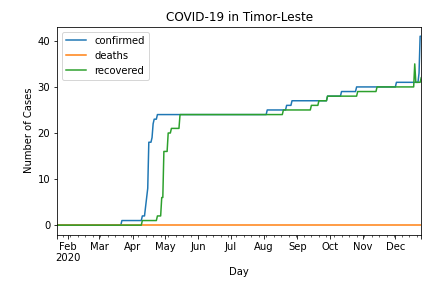 COVID-19 in Timor-Leste
confirmed
deaths
recovered
40
30
20
10
0
Number of Cases
Feb Mar Apr May Jun Jul Aug Sep Oct Nov Dec
2020
Day